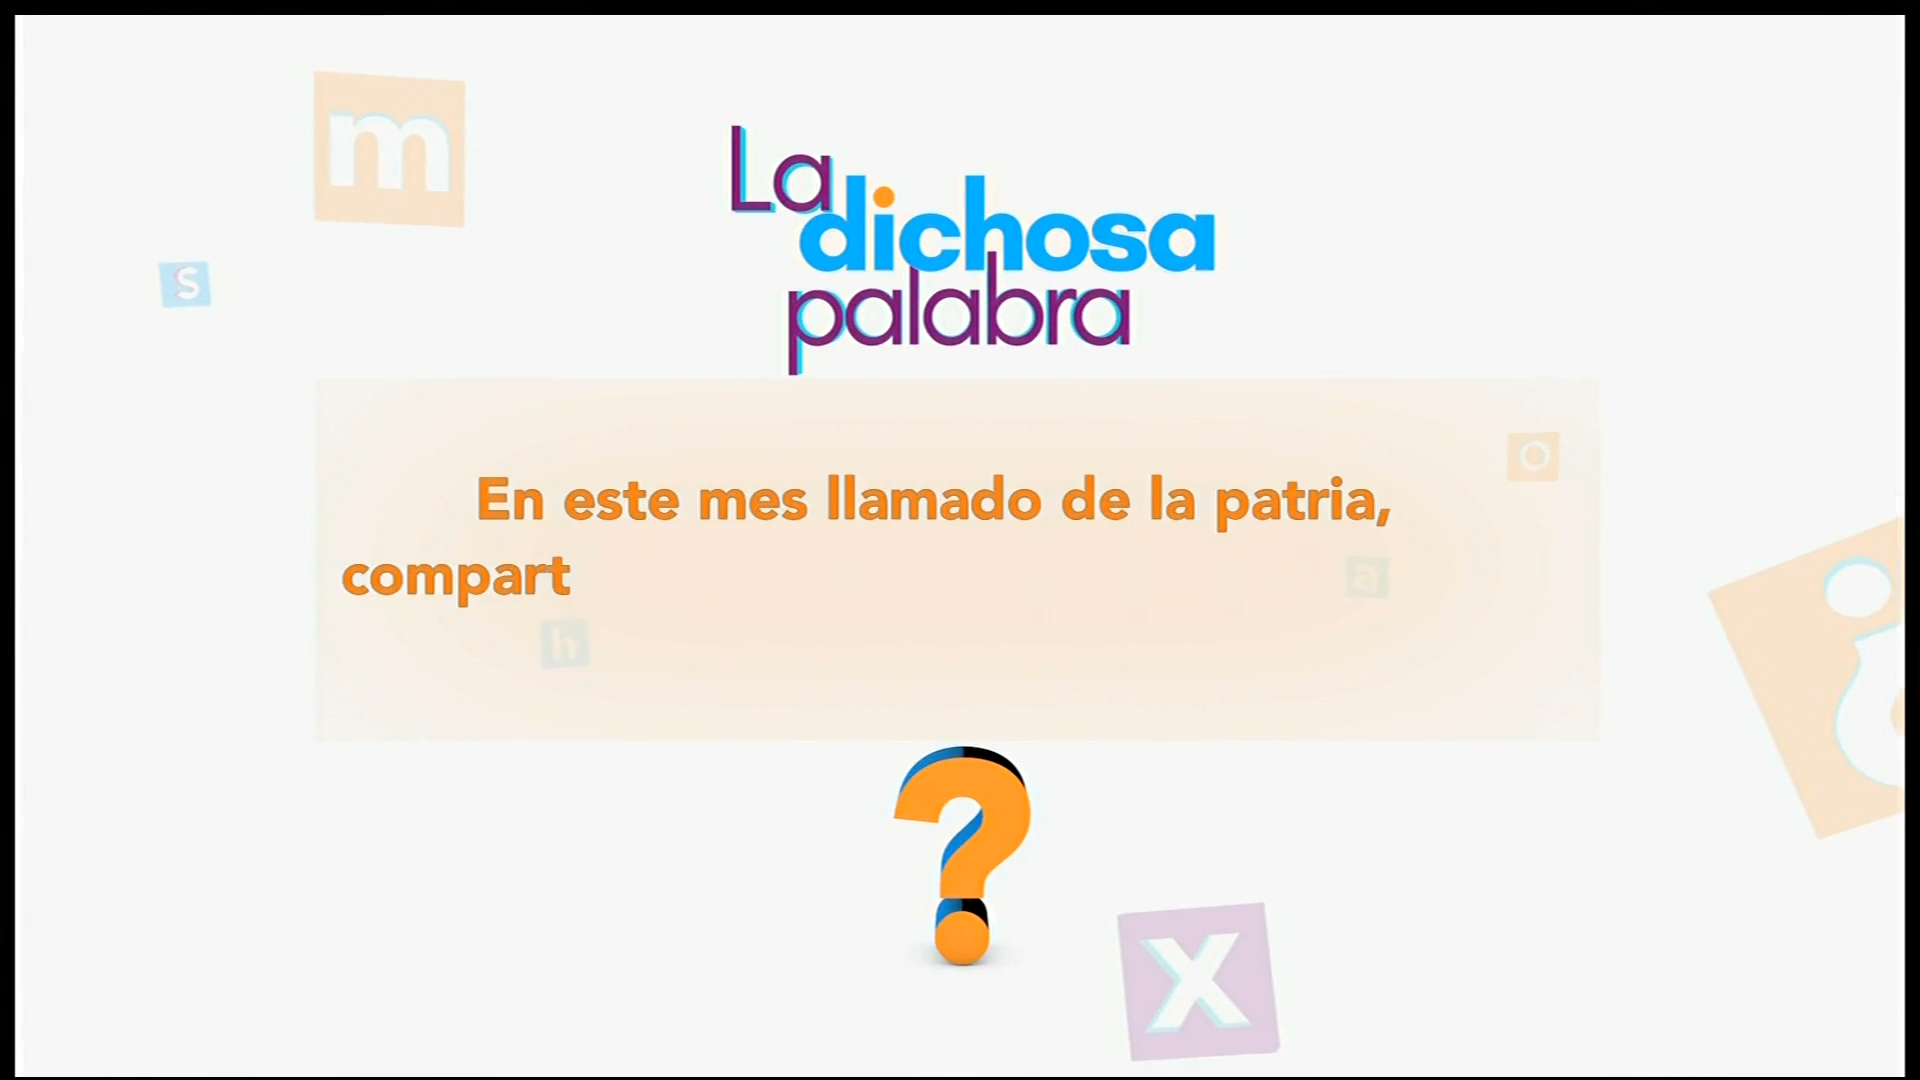 m
s
La
dichosa
palabra
o
En este mes llamado de la patria,
compart
a
h
¿
?
x